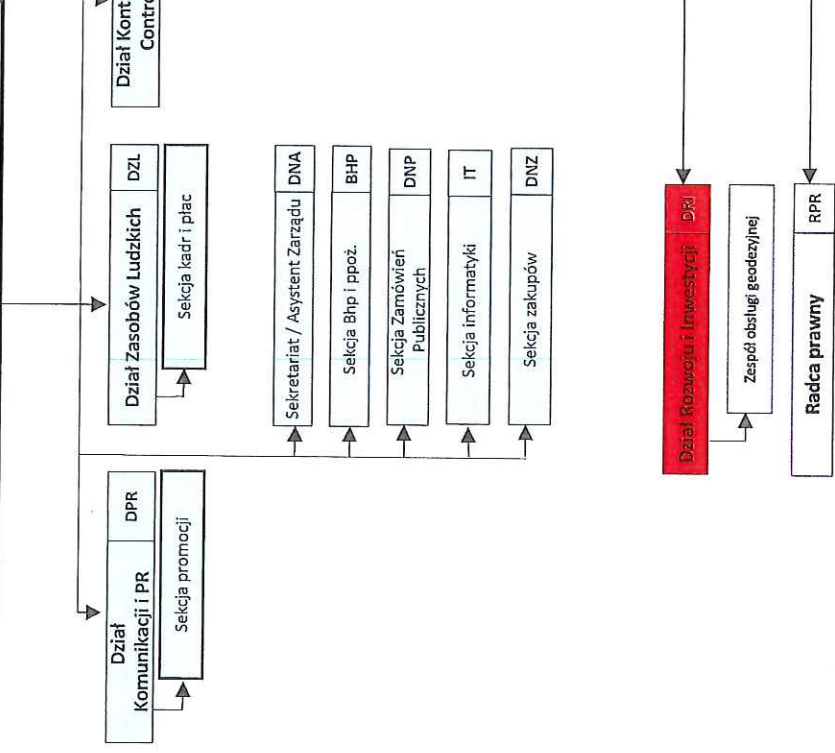 Dział
Komunikacji i PR
DPR
Sekcja promocji
Dział Zasobów Ludzkich
DZL
Sekcja kadr i płac
Dział Kont
Contro
Sekretariat / Asystent Zarządu
DNA
Sekcja Bhp i ppoż.
BHP
Sekcja Zamówień
Publicznych
DNP
Sekcja informatyki
IT
Sekcja zakupów
DNZ
Dział Rozwoju i Inwestycji
DRI
Zespół obsługi geodezyjnej
Radca prawny
RPR